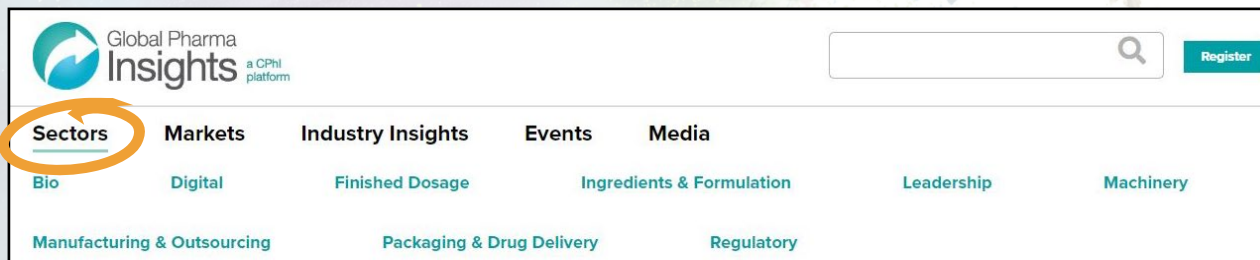 Global Pharma
Insights a CPhI platform
Register
Sectors Markets Industry Insights Events Media
Bio Digital Finished Dosage Ingredients & Formulation Leadership Machinery
Manufacturing & Outsourcing Packaging & Drug Delivery Regulatory